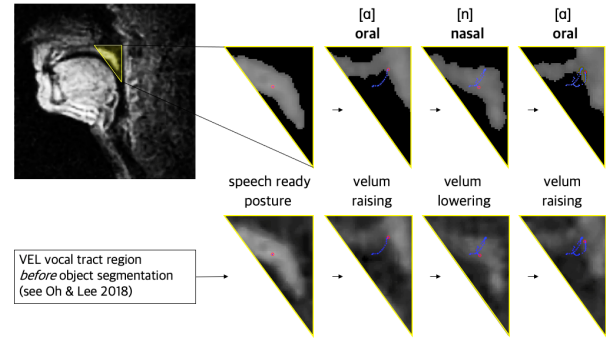 [ɑ]
oral
[n]
nasal
[ɑ]
oral
speech ready
posture
velum
raising
velum
lowering
velum
raising
VEL vocal tract region
before object segmentation
(see Oh & Lee 2018)